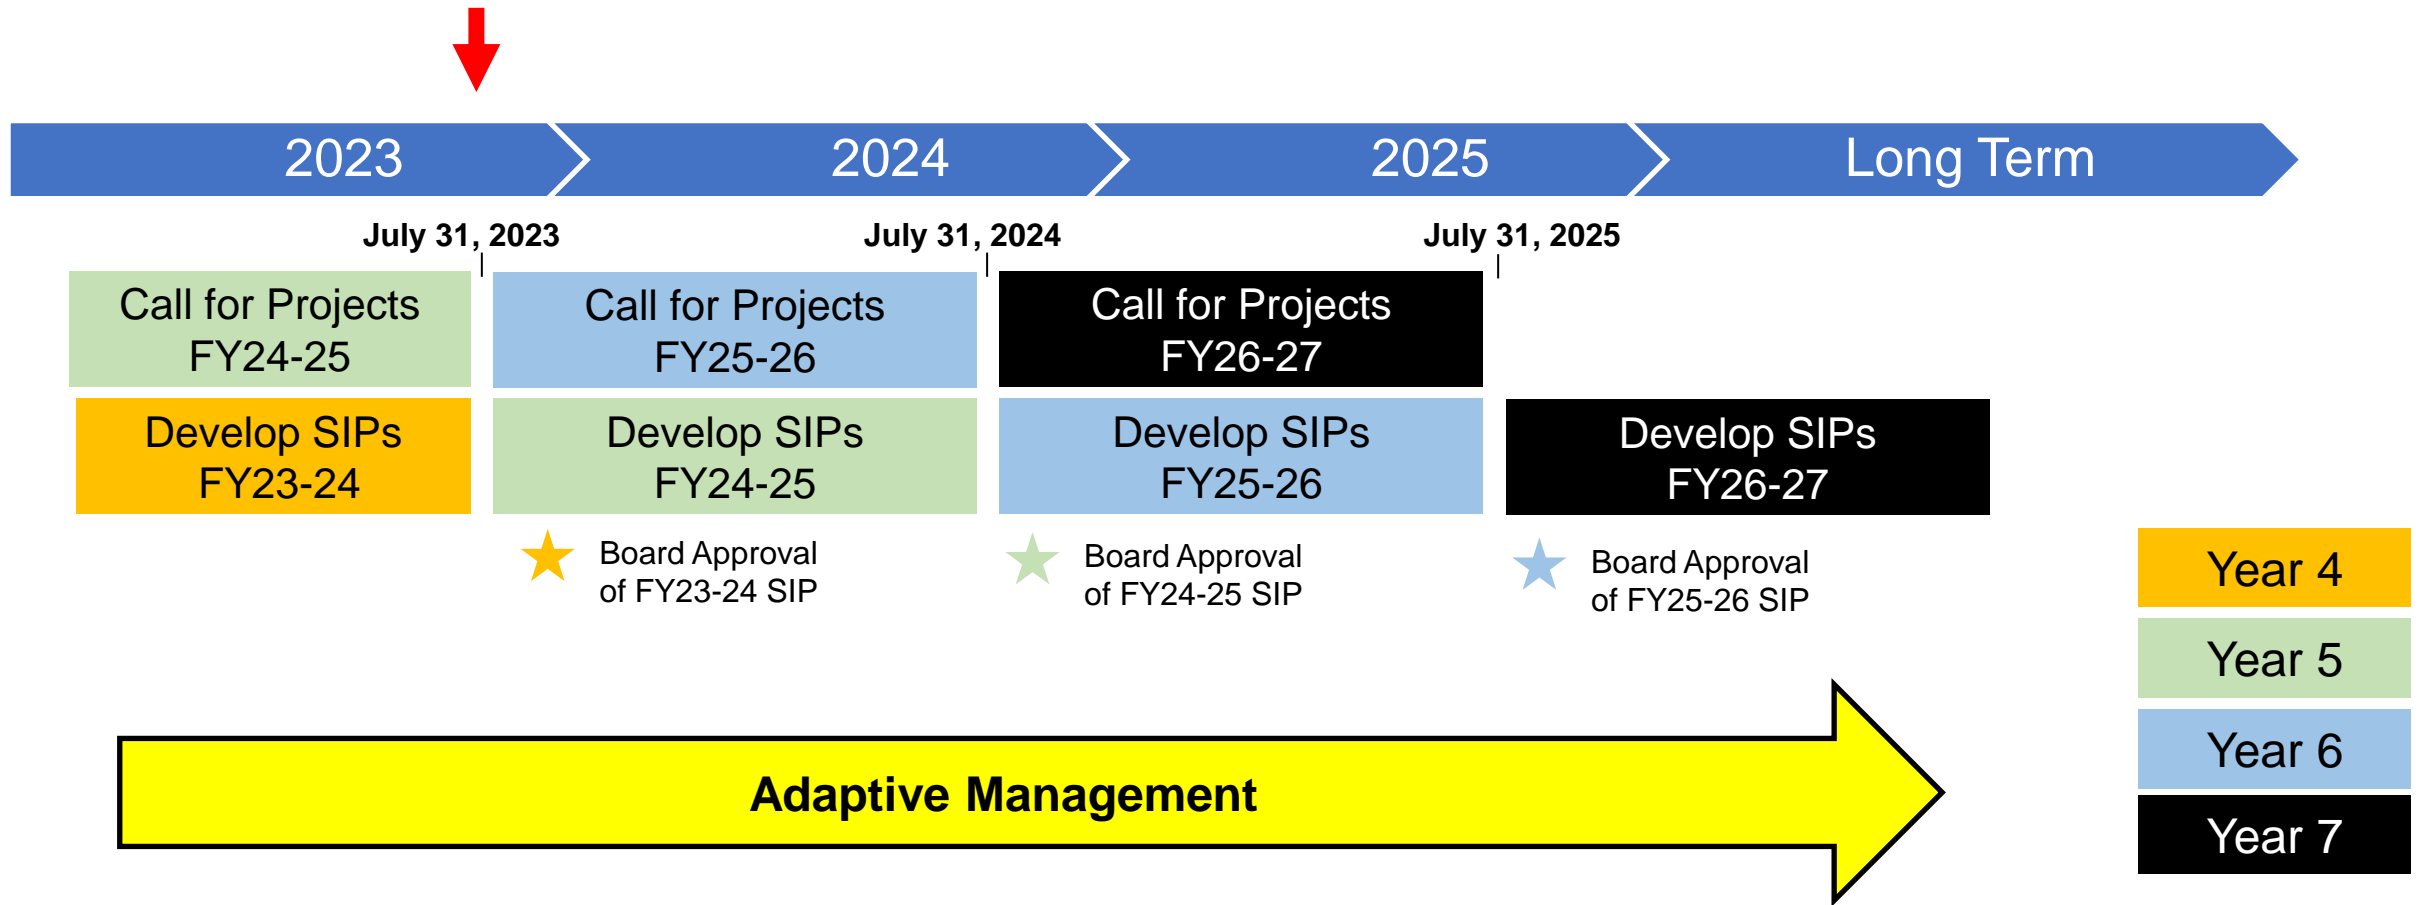 2023
2024
2025
Long Term
July 31, 2023
July 31, 2024
July 31, 2025
Call for Projects
FY24-25
Call for Projects
FY25-26
Call for Projects
FY26-27
Develop SIPs
FY23-24
Develop SIPs
FY24-25
Develop SIPs
FY25-26
Develop SIPs
FY26-27
Board Approval
of FY23-24 SIP
Board Approval
of FY24-25 SIP
Board Approval
of FY25-26 SIP
Year 4
Year 5
Year 6
Year 7
Adaptive Management